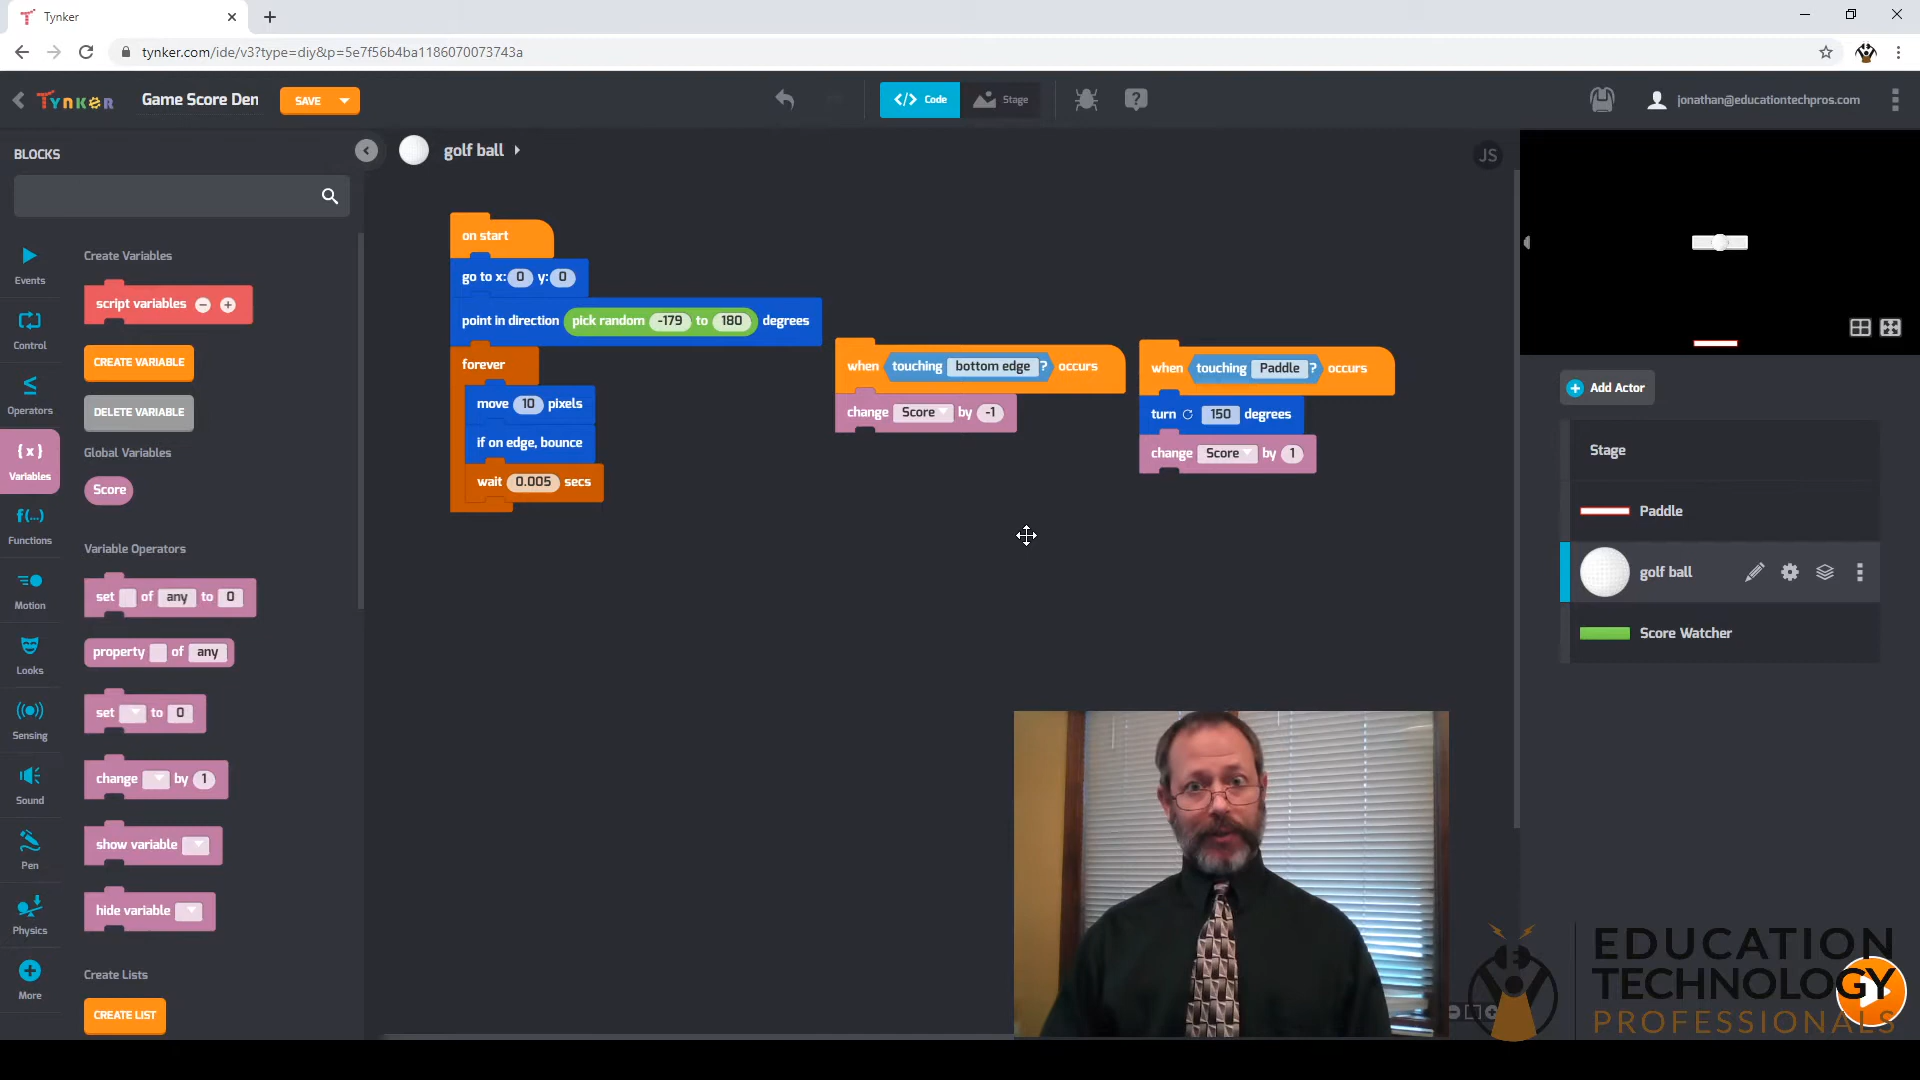 Tynker
tynker.com/ide/v3?type=diy&p=5e7f56b4ba1186070073743a
TYNKER
Game Score Den
SAVE
Code
Stage
jonathan@educationtechpros.com
BLOCKS
golf ball
JS
Events
Control
Operators
{x}
Variables
f(...)
Functions
Motion
Looks
Sensing
Sound
Pen
Physics
More
Create Variables
script variables
CREATE VARIABLE
DELETE VARIABLE
Global Variables
Score
Variable Operators
set of any to 0
property of any
set to 0
change by 1
show variable
hide variable
Create Lists
CREATE LIST
on start
go to x: 0 y: 0
point in direction pick random -179 to 180 degrees
forever
move 10 pixels
if on edge, bounce
wait 0.005 secs
when touching bottom edge ? occurs
change Score by -1
when touching Paddle ? occurs
turn 150 degrees
change Score by 1
Add Actor
Stage
Paddle
golf ball
Score Watcher
EDUCATION
TECHNOLOGY
PROFESSIONALS